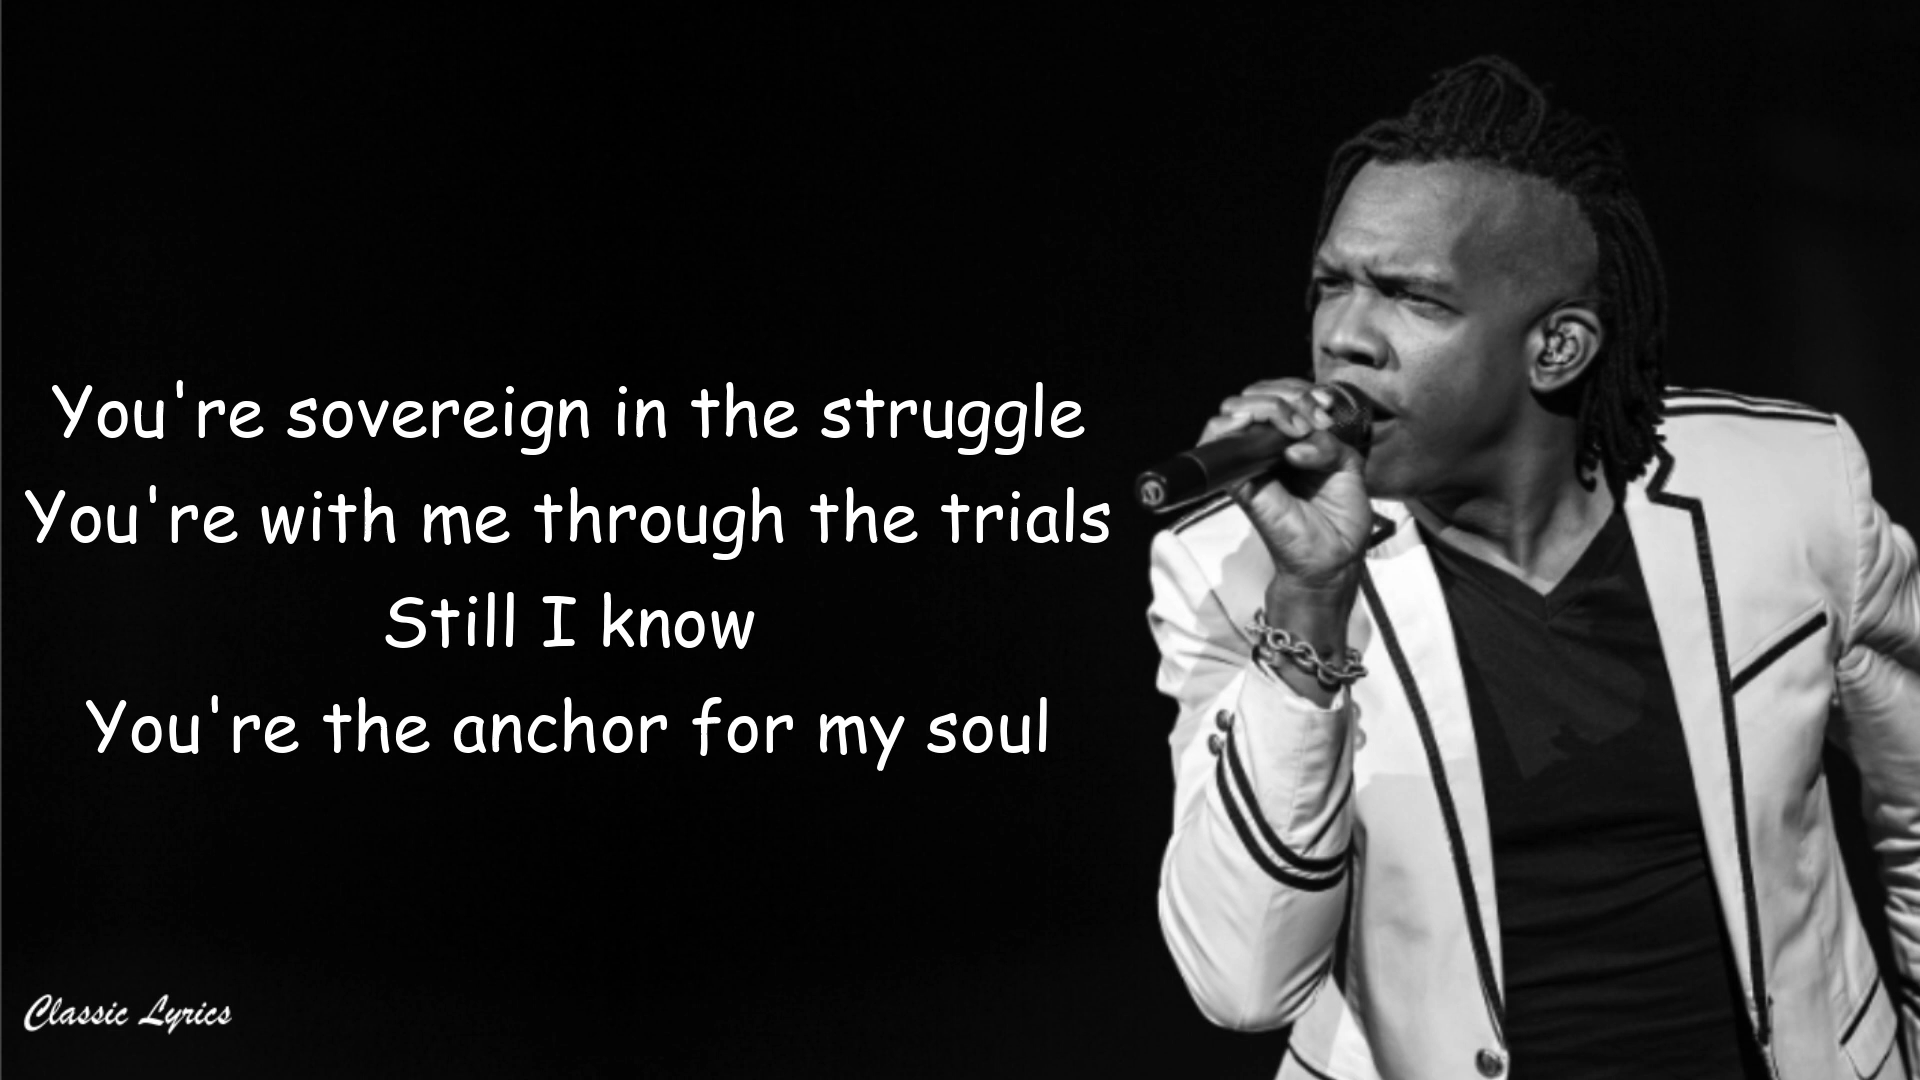 You're sovereign in the struggle
You're with me through the trials
Still I know
You're the anchor for my soul
Classic Lyrics